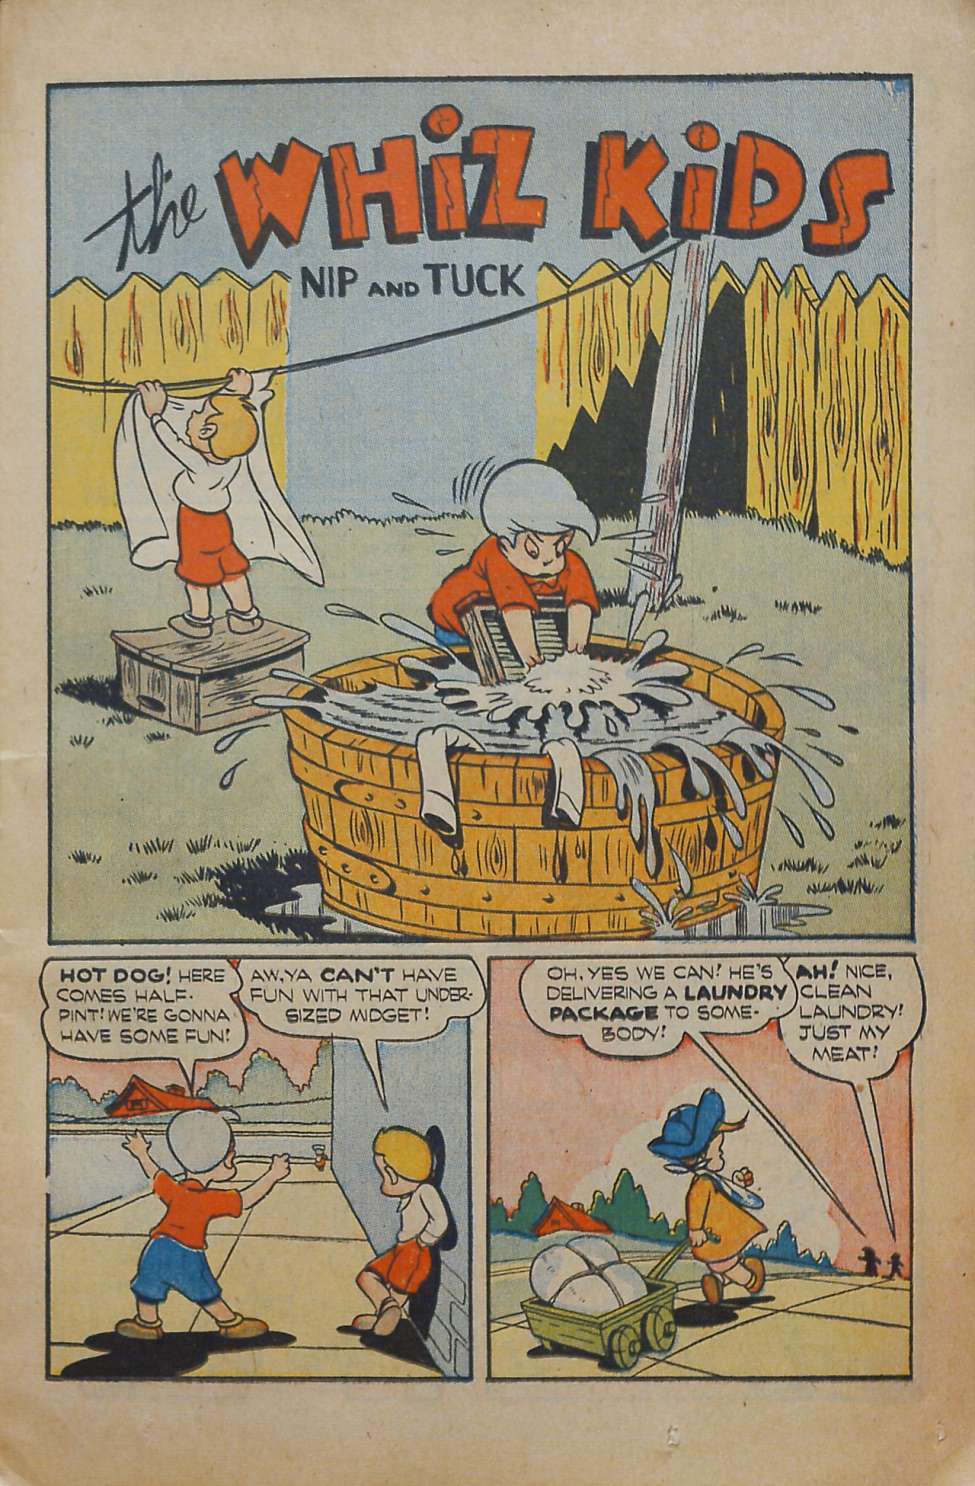 the WHiZ KiDS
NIP AND TUCK
HOT DOG! HERE
COMES HALF-
PINT! WE'RE GONNA
HAVE SOME FUN!
AW, YA CAN'T HAVE
FUN WITH THAT UNDER-
SIZED MIDGET!
OH, YES WE CAN! HE'S
DELIVERING A LAUNDRY
PACKAGE TO SOME-
BODY!
AH! NICE,
CLEAN
LAUNDRY!
JUST MY
MEAT!